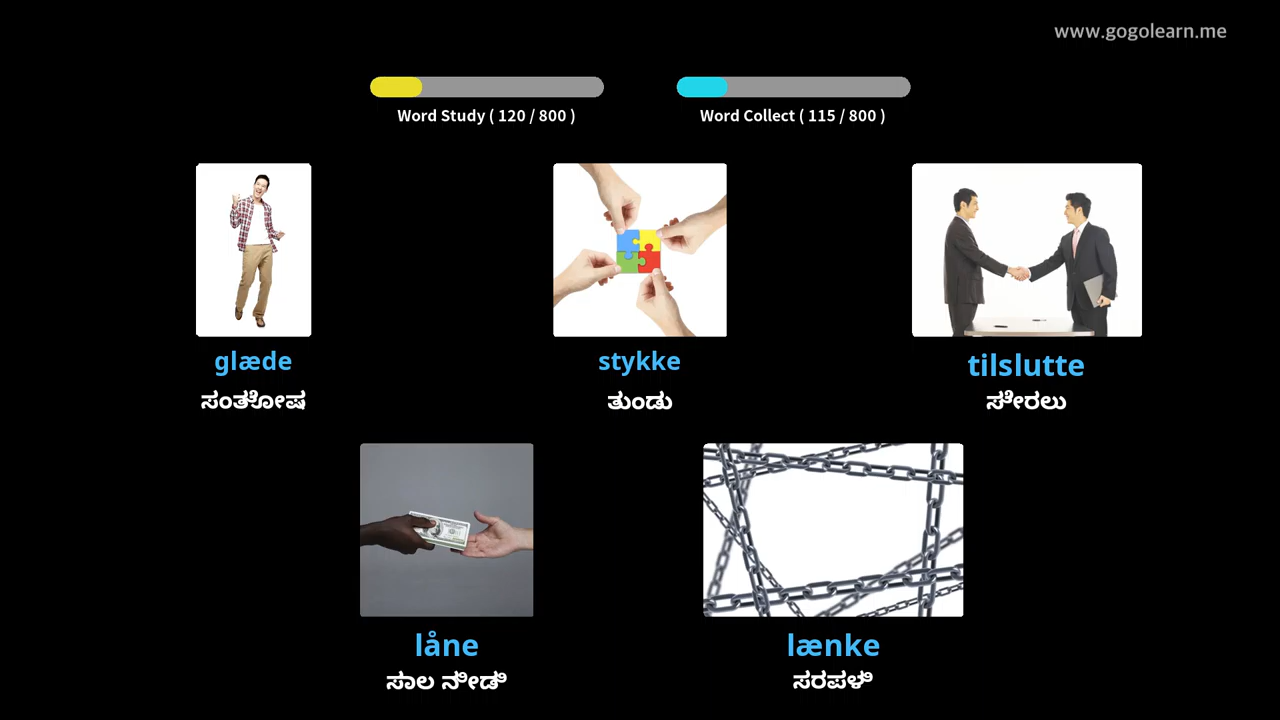 www.gogolearn.me
Word Study ( 120 / 800 )
Word Collect ( 115 / 800 )
glæde
stykke
tilslutte
ಸಂತೋಷ
ತುಂಡು
ಸೇರಲು
låne
lænke
ಸಾಲ ನೀಡಿ
ಸರಪಳಿ